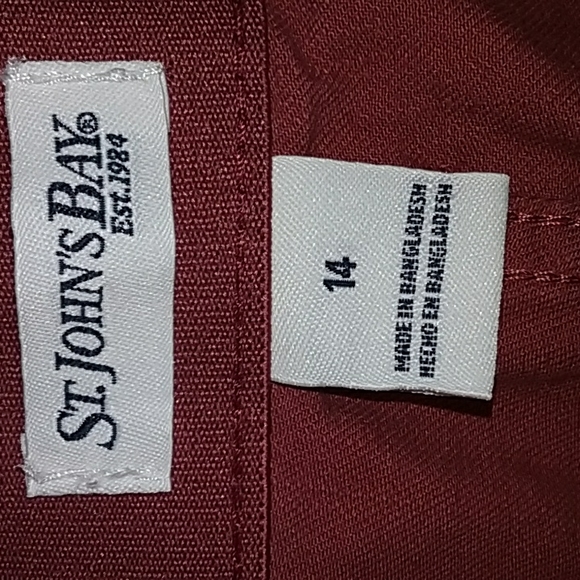 ST. JOHN'S BAY®
Est. 1984
14
MADE IN BANGLADESH
HECHO EN BANGLADESH